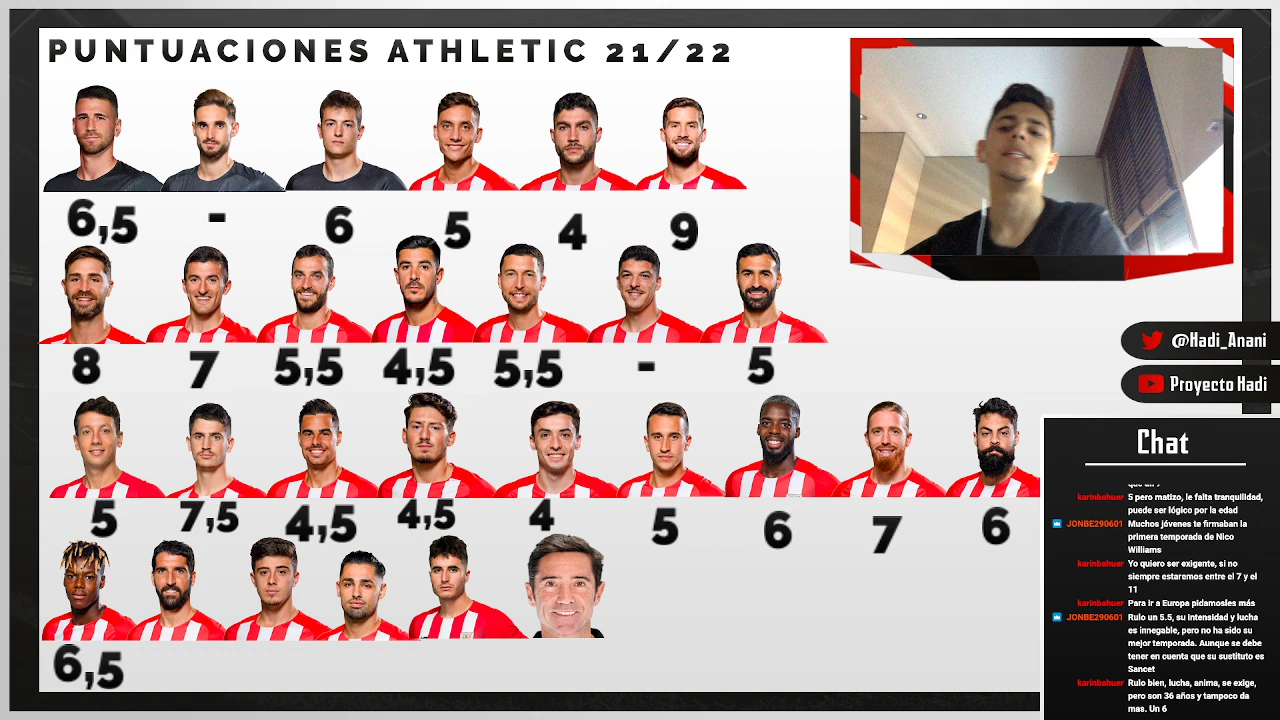 PUNTUACIONES ATHLETIC 21/22
6,5 - 6 5 4 9
8 7 5,5 4,5 5,5 - 5
5 7,5 4,5 4,5 4 5 6 7 6
6,5
@Hadi_Anani
Proyecto Hadi
Chat
karinbahuer 5 pero matizo, le falta tranquilidad,
puede ser lógico por la edad
JONBE290601 Muchos jóvenes te firmaban la
primera temporada de Nico
Williams
karinbahuer Yo quiero ser exigente, si no
siempre estaremos entre el 7 y el
11
karinbahuer Para ir a Europa pidamosles más
JONBE290601 Rulo un 5.5, su intensidad y lucha
es innegable, pero no ha sido su
mejor temporada. Aunque se debe
tener en cuenta que su sustituto es
Sancet
karinbahuer Rulo bien, lucha, anima, se exige,
pero son 36 años y tampoco da
mas. Un 6